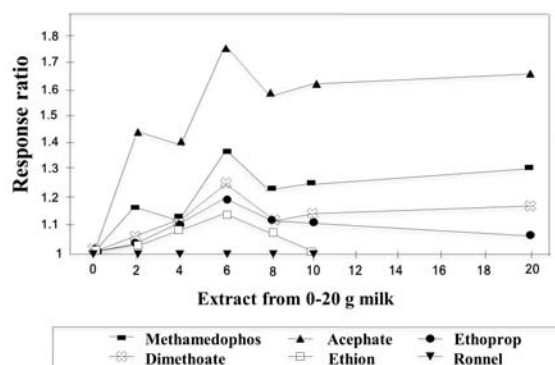 Response ratio
1.8
1.7
1.6
1.5
1.4
1.3
1.2
1.1
1
0 2 4 6 8 10 12 14 16 18 20
Extract from 0-20 g milk
Methamedophos Acephate Ethoprop
Dimethoate Ethion Ronnel